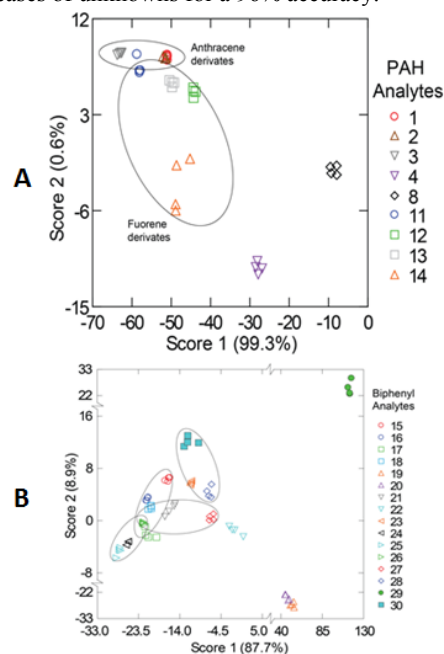 cases of unknowns for a 96% accuracy.
12
3
-6
-15
Score 2 (0.6%)
A
Anthracene
derivates
Fuorene
derivates
-70 -60 -50 -40 -30 -20 -10 0
Score 1 (99.3%)
PAH
Analytes
1
2
3
4
8
11
12
13
14
B
33
22
16
8
0
-8
-22
-33
Score 2 (8.9%)
-33.0 -23.5 -14.0 -4.5 5.0 40 85 130
Score 1 (87.7%)
Biphenyl
Analytes
15
16
17
18
19
20
21
22
23
24
25
26
27
28
29
30